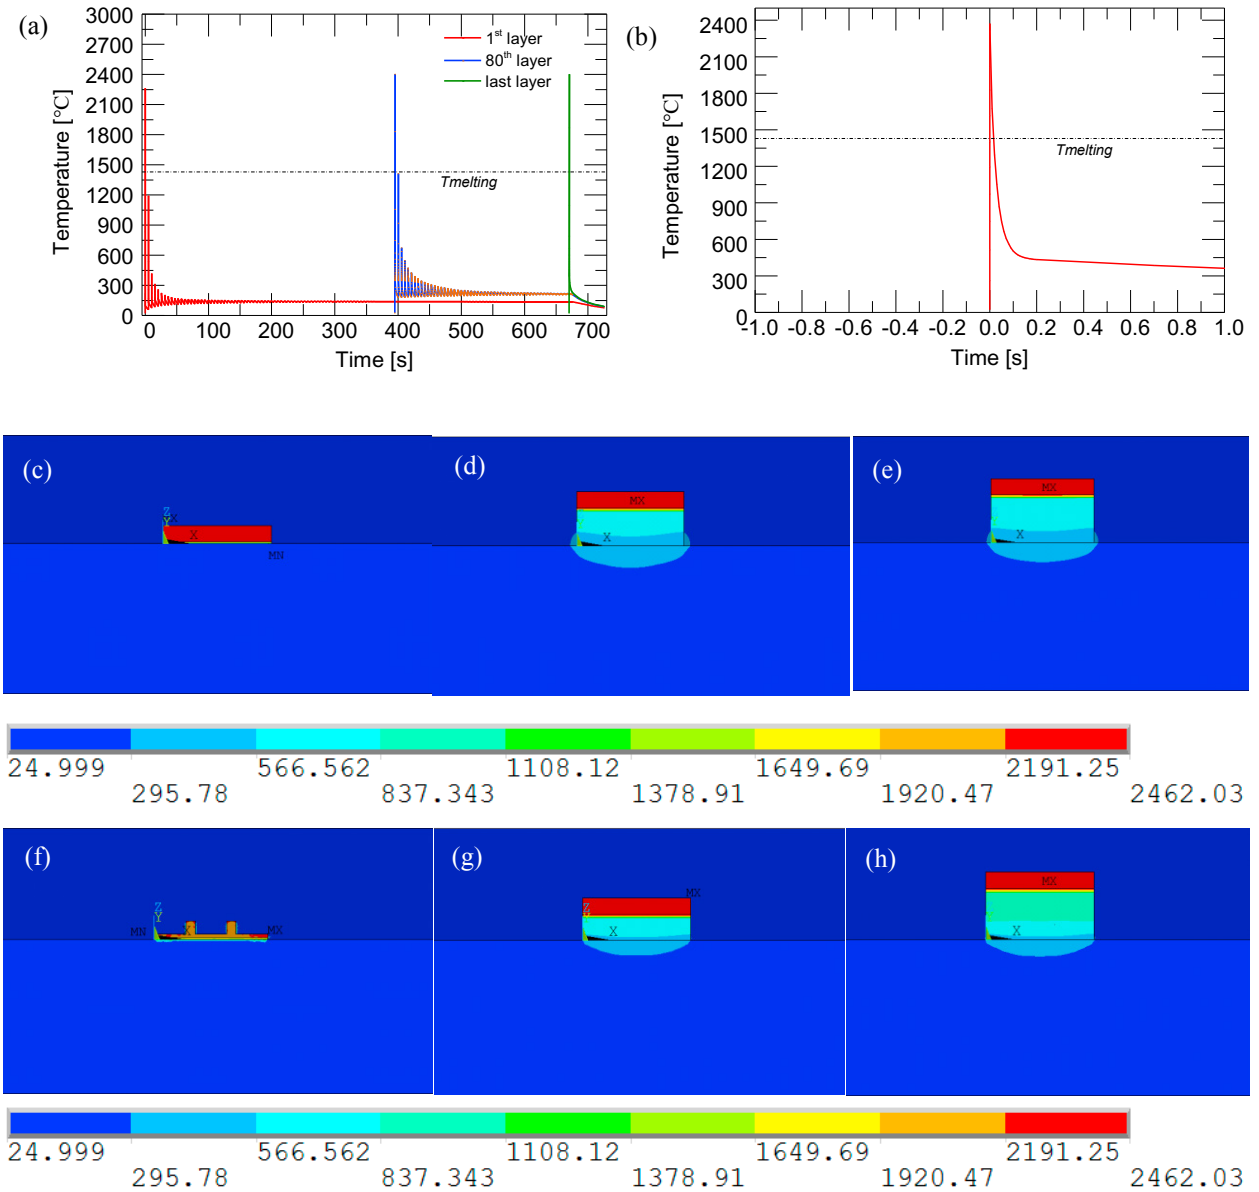 (a)
3000
2700
2400
2100
1800
1500
1200
900
600
300
0
Temperature [°C]
1st layer
80th layer
last layer
Tmelting
0 100 200 300 400 500 600 700
Time [s]
(b)
2400
2100
1800
1500
1200
900
600
300
0
Temperature [°C]
Tmelting
-1.0 -0.8 -0.6 -0.4 -0.2 0.0 0.2 0.4 0.6 0.8 1.0
Time [s]
(c)
Z
Y
X
X
MN
(d)
MX
X
(e)
MX
X
24.999 566.562 1108.12 1649.69 2191.25
295.78 837.343 1378.91 1920.47 2462.03
(f)
Z
Y
MN X MX
(g)
MX
Z
X
(h)
MX
X
24.999 566.562 1108.12 1649.69 2191.25
295.78 837.343 1378.91 1920.47 2462.03